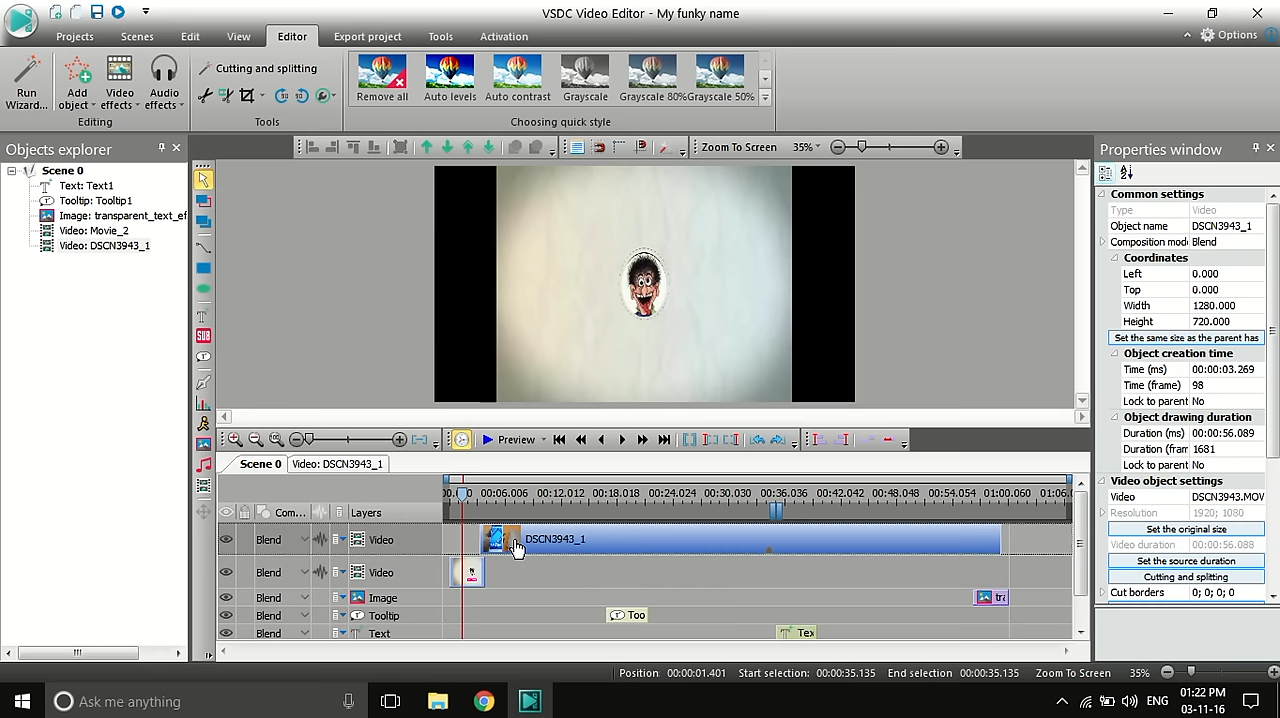 VSDC Video Editor - My funky name
Projects Scenes Edit View Editor Export project Tools Activation Options
Run Wizard... Add object Video effects Audio effects
Editing
Cutting and splitting
Tools
Remove all Auto levels Auto contrast Grayscale Grayscale 80% Grayscale 50%
Choosing quick style
Objects explorer
Scene 0
Text: Text1
Tooltip: Tooltip1
Image: transparent_text_ef
Video: Movie_2
Video: DSCN3943_1
SUB
Zoom To Screen 35%
Properties window
Common settings
Type Video
Object name DSCN3943_1
Composition mode Blend
Coordinates
Left 0.000
Top 0.000
Width 1280.000
Height 720.000
Set the same size as the parent has
Object creation time
Time (ms) 00:00:03.269
Time (frame) 98
Lock to parent No
Object drawing duration
Duration (ms) 00:00:56.089
Duration (fram 1681
Lock to parent No
Video object settings
Video DSCN3943.MOV
Resolution 1920; 1080
Set the original size
Video duration 00:00:56.088
Set the source duration
Cutting and splitting
Cut borders 0; 0; 0; 0
Preview
Scene 0 Video: DSCN3943_1
00:06.006 00:12.012 00:18.018 00:24.024 00:30.030 00:36.036 00:42.042 00:48.048 00:54.054 01:00.060 01:06.0
Com... Layers
Blend Video DSCN3943_1
Blend Video
Blend Image tra
Blend Tooltip Too
Blend Text Tex
Position: 00:00:01.401 Start selection: 00:00:35.135 End selection: 00:00:35.135 Zoom To Screen 35%
Ask me anything
ENG
01:22 PM
03-11-16